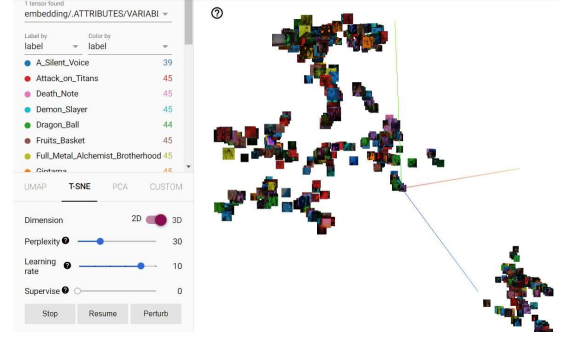 1 tensor found
embedding/.ATTRIBUTES/VARIABI
Label by
label
Color by
label
A_Silent_Voice 39
Attack_on_Titans 45
Death_Note 45
Demon_Slayer 45
Dragon_Ball 44
Fruits_Basket 45
Full_Metal_Alchemist_Brotherhood 45
Gintama 45
UMAP T-SNE PCA CUSTOM
Dimension 2D 3D
Perplexity ? 30
Learning
rate ? 10
Supervise ? 0
Stop Resume Perturb
?